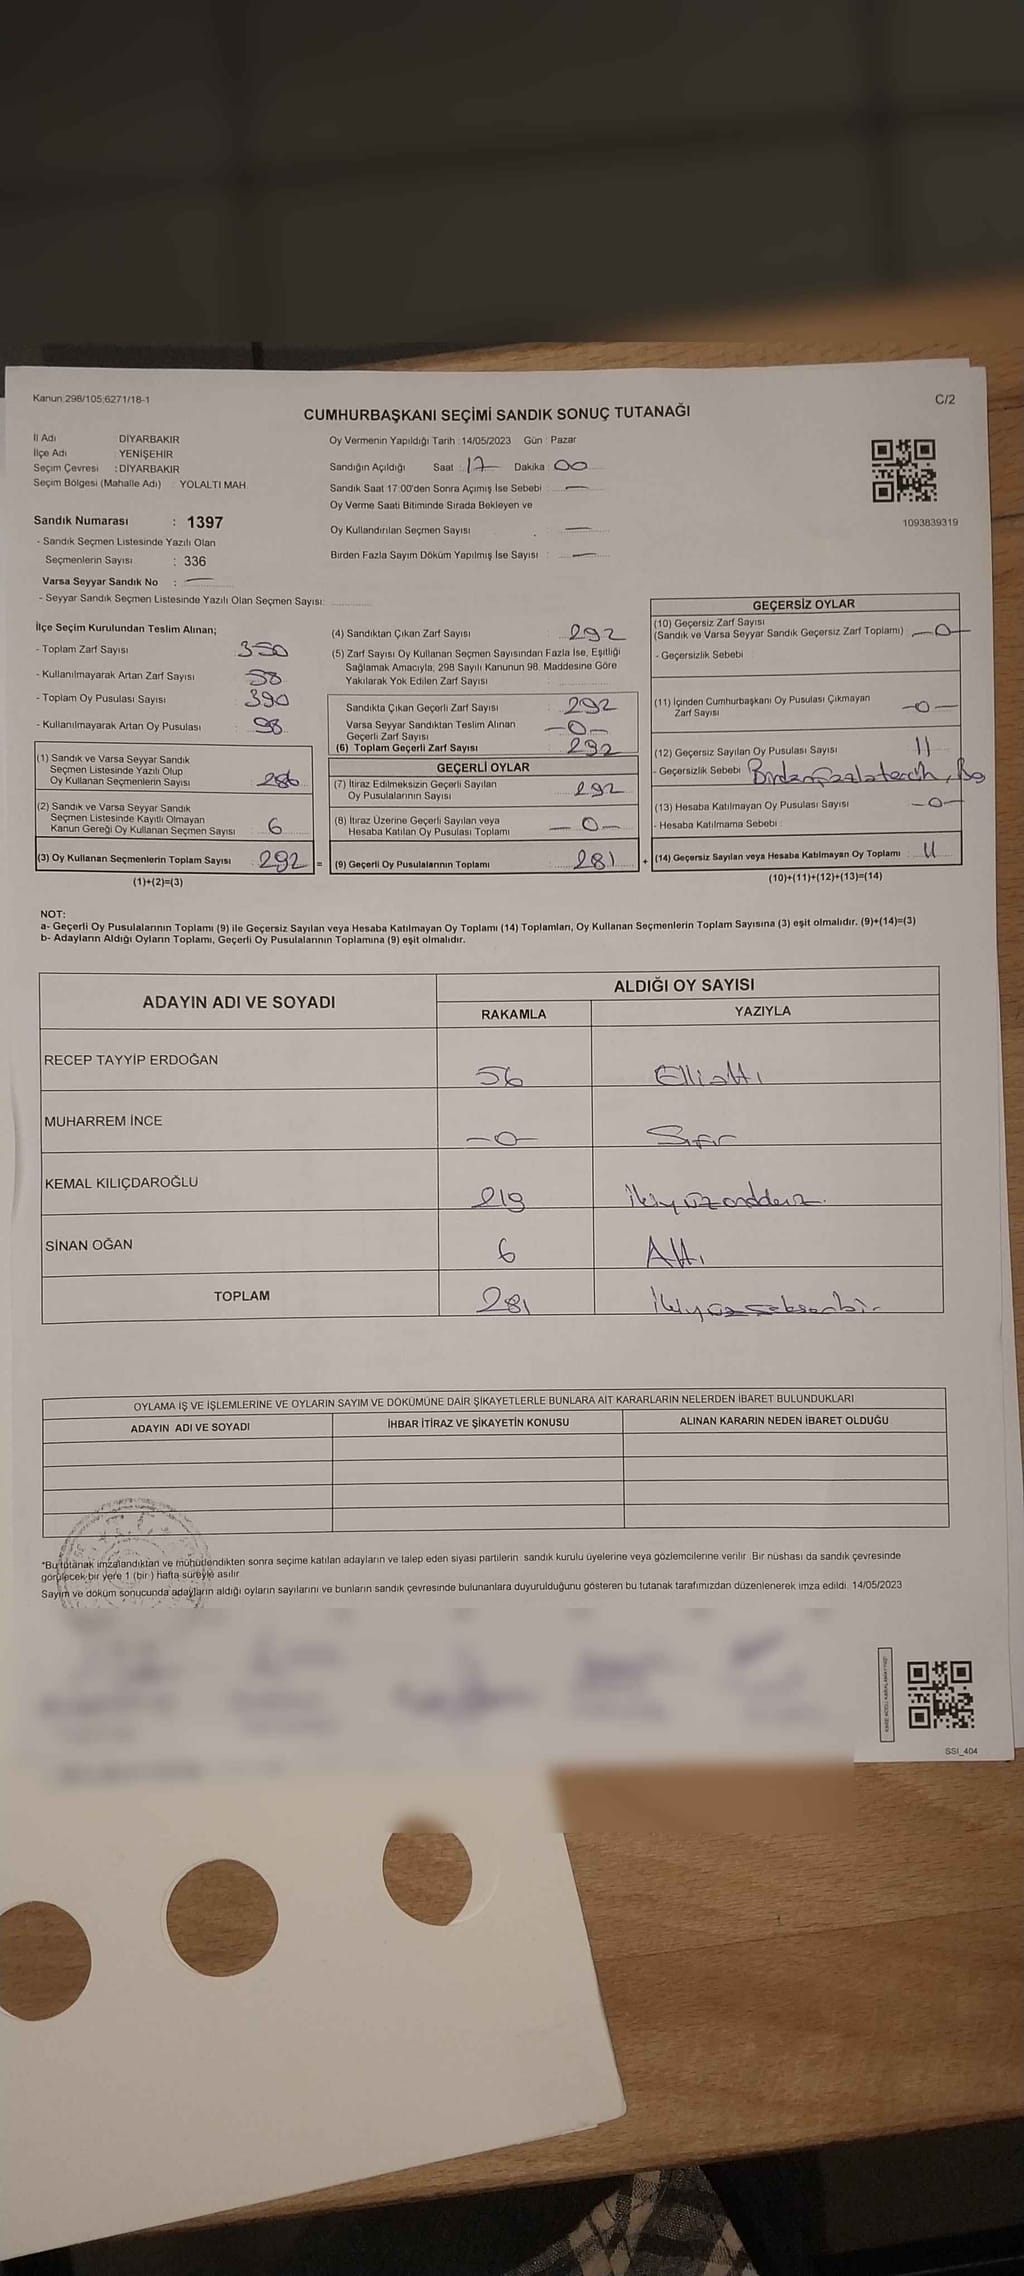 Kanun:298/105;6271/18-1
C/2
CUMHURBAŞKANI SEÇİMİ SANDIK SONUÇ TUTANAĞI
İl Adı DİYARBAKIR
İlçe Adı : YENİŞEHİR
Seçim Çevresi : DİYARBAKIR
Seçim Bölgesi (Mahalle Adı) : YOLALTI MAH.
Oy Vermenin Yapıldığı Tarih :14/05/2023 Gün : Pazar
Sandığın Açıldığı Saat : 17 Dakika : 00
Sandık Saat 17:00'den Sonra Açımış İse Sebebi : —
Oy Verme Saati Bitiminde Sırada Bekleyen ve
Oy Kullandırılan Seçmen Sayısı : —
Birden Fazla Sayım Döküm Yapılmış İse Sayısı : —
1093839319
Sandık Numarası : 1397
- Sandık Seçmen Listesinde Yazılı Olan
Seçmenlerin Sayısı : 336
Varsa Seyyar Sandık No : —
- Seyyar Sandık Seçmen Listesinde Yazılı Olan Seçmen Sayısı:
İlçe Seçim Kurulundan Teslim Alınan;
- Toplam Zarf Sayısı : 350
- Kullanılmayarak Artan Zarf Sayısı : 58
- Toplam Oy Pusulası Sayısı : 390
- Kullanılmayarak Artan Oy Pusulası : 98
(1) Sandık ve Varsa Seyyar Sandık
Seçmen Listesinde Yazılı Olup
Oy Kullanan Seçmenlerin Sayısı : 286
(2) Sandık ve Varsa Seyyar Sandık
Seçmen Listesinde Kayıtlı Olmayan
Kanun Gereği Oy Kullanan Seçmen Sayısı : 6
(3) Oy Kullanan Seçmenlerin Toplam Sayısı : 292 =
(1)+(2)=(3)
(4) Sandıktan Çıkan Zarf Sayısı : 292
(5) Zarf Sayısı Oy Kullanan Seçmen Sayısından Fazla İse, Eşitliği
Sağlamak Amacıyla, 298 Sayılı Kanunun 98. Maddesine Göre
Yakılarak Yok Edilen Zarf Sayısı :
Sandıkta Çıkan Geçerli Zarf Sayısı : 292
Varsa Seyyar Sandıktan Teslim Alınan
Geçerli Zarf Sayısı — 0 —
(6) Toplam Geçerli Zarf Sayısı : 292
GEÇERLİ OYLAR
(7) İtiraz Edilmeksizin Geçerli Sayılan
Oy Pusulalarının Sayısı : 292
(8) İtiraz Üzerine Geçerli Sayılan veya
Hesaba Katılan Oy Pusulası Toplamı — 0 —
(9) Geçerli Oy Pusulalarının Toplamı : 281 +
GEÇERSİZ OYLAR
(10) Geçersiz Zarf Sayısı
(Sandık ve Varsa Seyyar Sandık Geçersiz Zarf Toplamı) — 0 —
- Geçersizlik Sebebi
(11) İçinden Cumhurbaşkanı Oy Pusulası Çıkmayan
Zarf Sayısı — 0 —
(12) Geçersiz Sayılan Oy Pusulası Sayısı : 11
- Geçersizlik Sebebi Birden fazla tercih, Boş
(13) Hesaba Katılmayan Oy Pusulası Sayısı — 0 —
- Hesaba Katılmama Sebebi :
(14) Geçersiz Sayılan veya Hesaba Katılmayan Oy Toplamı : 11
(10)+(11)+(12)+(13)=(14)
NOT:
a- Geçerli Oy Pusulalarının Toplamı (9) ile Geçersiz Sayılan veya Hesaba Katılmayan Oy Toplamı (14) Toplamları, Oy Kullanan Seçmenlerin Toplam Sayısına (3) eşit olmalıdır. (9)+(14)=(3)
b- Adayların Aldığı Oyların Toplamı, Geçerli Oy Pusulalarının Toplamına (9) eşit olmalıdır.
ADAYIN ADI VE SOYADI ALDIĞI OY SAYISI
RAKAMLA YAZIYLA
RECEP TAYYİP ERDOĞAN 56 Elli altı
MUHARREM İNCE — 0 — Sıfır
KEMAL KILIÇDAROĞLU 219
SİNAN OĞAN 6 Altı
TOPLAM 281 ikiyüzseksenbir
OYLAMA İŞ VE İŞLEMLERİNE VE OYLARIN SAYIM VE DÖKÜMÜNE DAİR ŞİKAYETLERLE BUNLARA AİT KARARLARIN NELERDEN İBARET BULUNDUKLARI
ADAYIN ADI VE SOYADI İHBAR İTİRAZ VE ŞİKAYETİN KONUSU ALINAN KARARIN NEDEN İBARET OLDUĞU
*Bu tutanak imzalandıktan ve mühürlendikten sonra seçime katılan adayların ve talep eden siyasi partilerin sandık kurulu üyelerine veya gözlemcilerine verilir. Bir nüshası da sandık çevresinde
görülecek bir yere 1 (bir) hafta süreyle asılır.
Sayım ve döküm sonucunda adayların aldığı oyların sayılarını ve bunların sandık çevresinde bulunanlara duyurulduğunu gösteren bu tutanak tarafımızdan düzenlenerek imza edildi. 14/05/2023
SSI_404